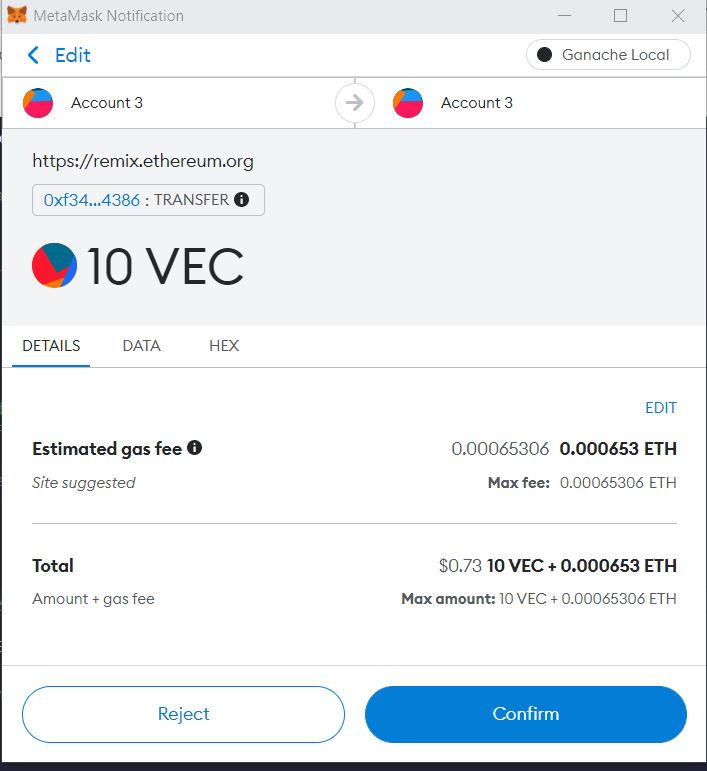 MetaMask Notification
Edit
Ganache Local
Account 3
Account 3
https://remix.ethereum.org
0xf34...4386 : TRANSFER
10 VEC
DETAILS DATA HEX
EDIT
Estimated gas fee 0.00065306 0.000653 ETH
Site suggested Max fee: 0.00065306 ETH
Total $0.73 10 VEC + 0.000653 ETH
Amount + gas fee Max amount: 10 VEC + 0.00065306 ETH
Reject Confirm